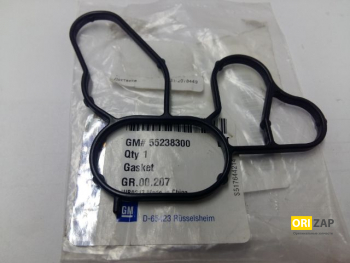 GM# 55238300
Qty 1
Gasket
GR.00.207
GM
D-65423 Rüsselsheim
ORI ZAP